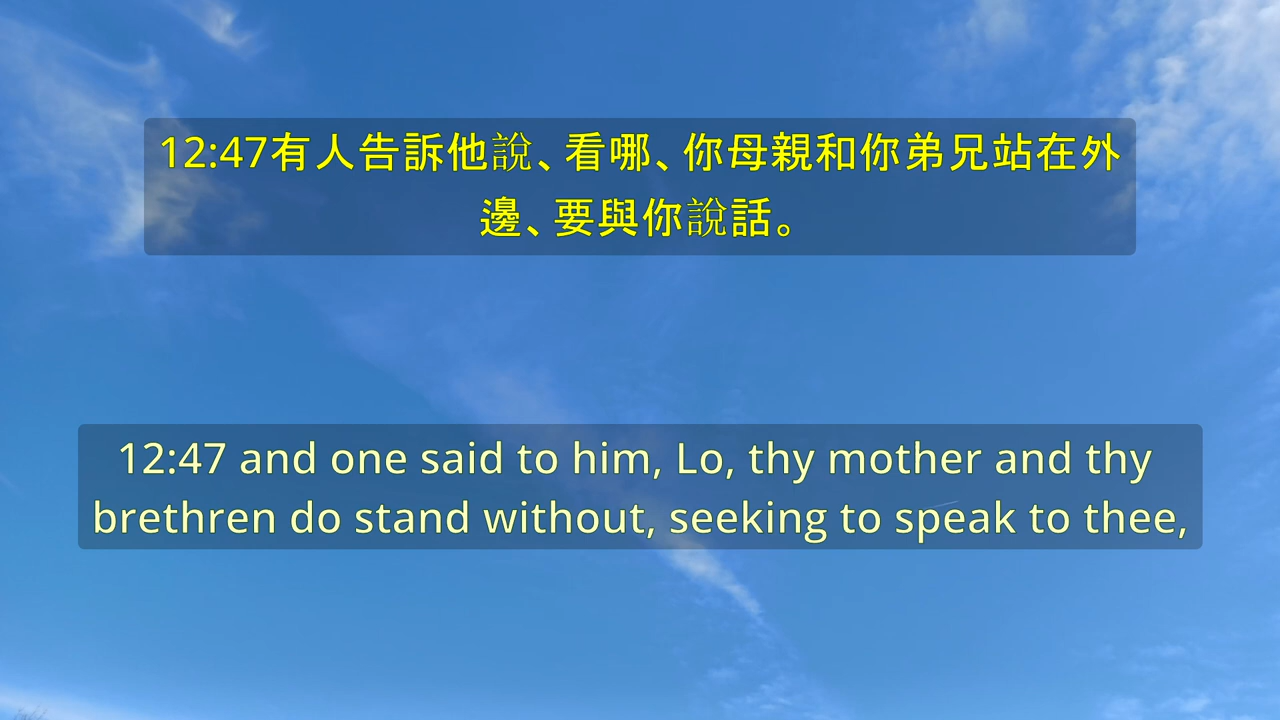 12:47有人告訴他說、看哪、你母親和你弟兄站在外
邊、要與你說話。
12:47 and one said to him, Lo, thy mother and thy
brethren do stand without, seeking to speak to thee,